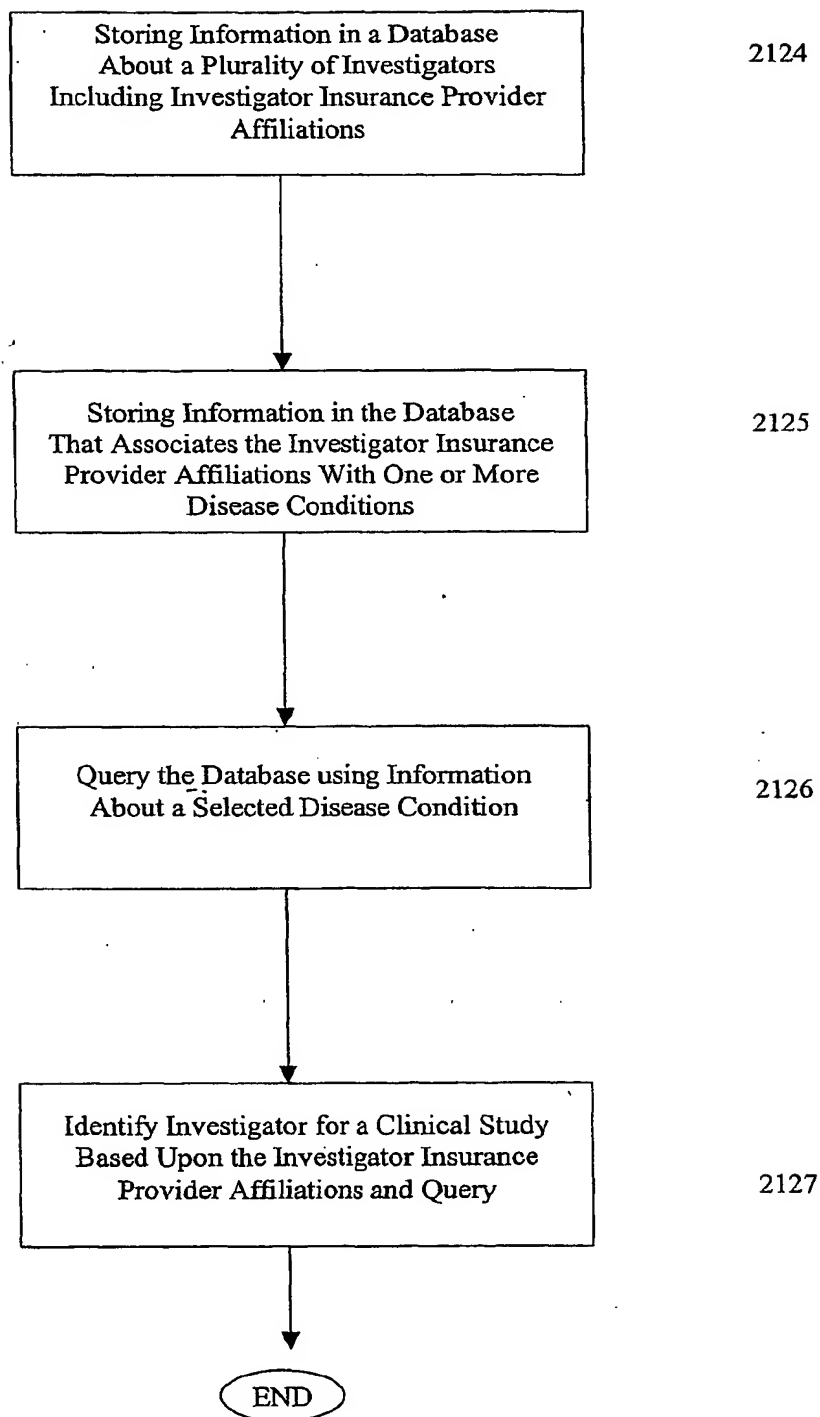 Storing Information in a Database
About a Plurality of Investigators
Including Investigator Insurance Provider
Affiliations
2124
Storing Information in the Database
That Associates the Investigator Insurance
Provider Affiliations With One or More
Disease Conditions
2125
Query the Database using Information
About a Selected Disease Condition
2126
Identify Investigator for a Clinical Study
Based Upon the Investigator Insurance
Provider Affiliations and Query
2127
END